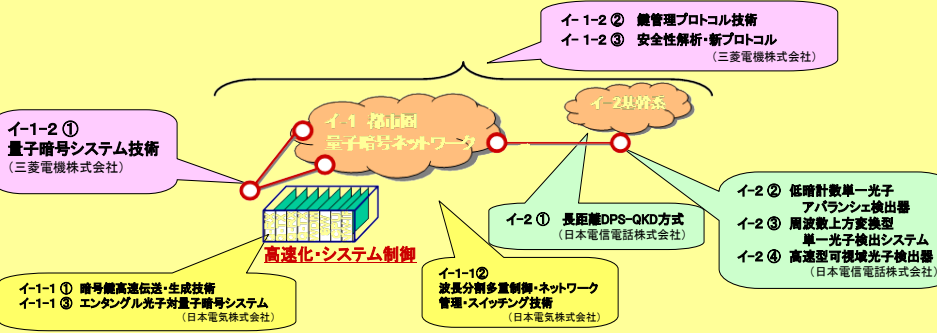 イ- 1-2 ② 鍵管理プロトコル技術
イ- 1-2 ③ 安全性解析・新プロトコル
(三菱電機株式会社)
イ-1 都市圏
量子暗号ネットワーク
イ-2基幹系
イ-1-2 ①
量子暗号システム技術
(三菱電機株式会社)
高速化・システム制御
イ-2 ① 長距離DPS-QKD方式
(日本電信電話株式会社)
イ-2 ② 低暗計数単一光子
アバランシェ検出器
イ-2 ③ 周波数上方変換型
単一光子検出システム
イ-2 ④ 高速型可視域光子検出器
(日本電信電話株式会社)
イ-1-1 ① 暗号鍵高速伝送・生成技術
イ-1-1 ③ エンタングル光子対量子暗号システム
(日本電気株式会社)
イ-1-1②
波長分割多重制御・ネットワーク
管理・スイッチング技術
(日本電気株式会社)